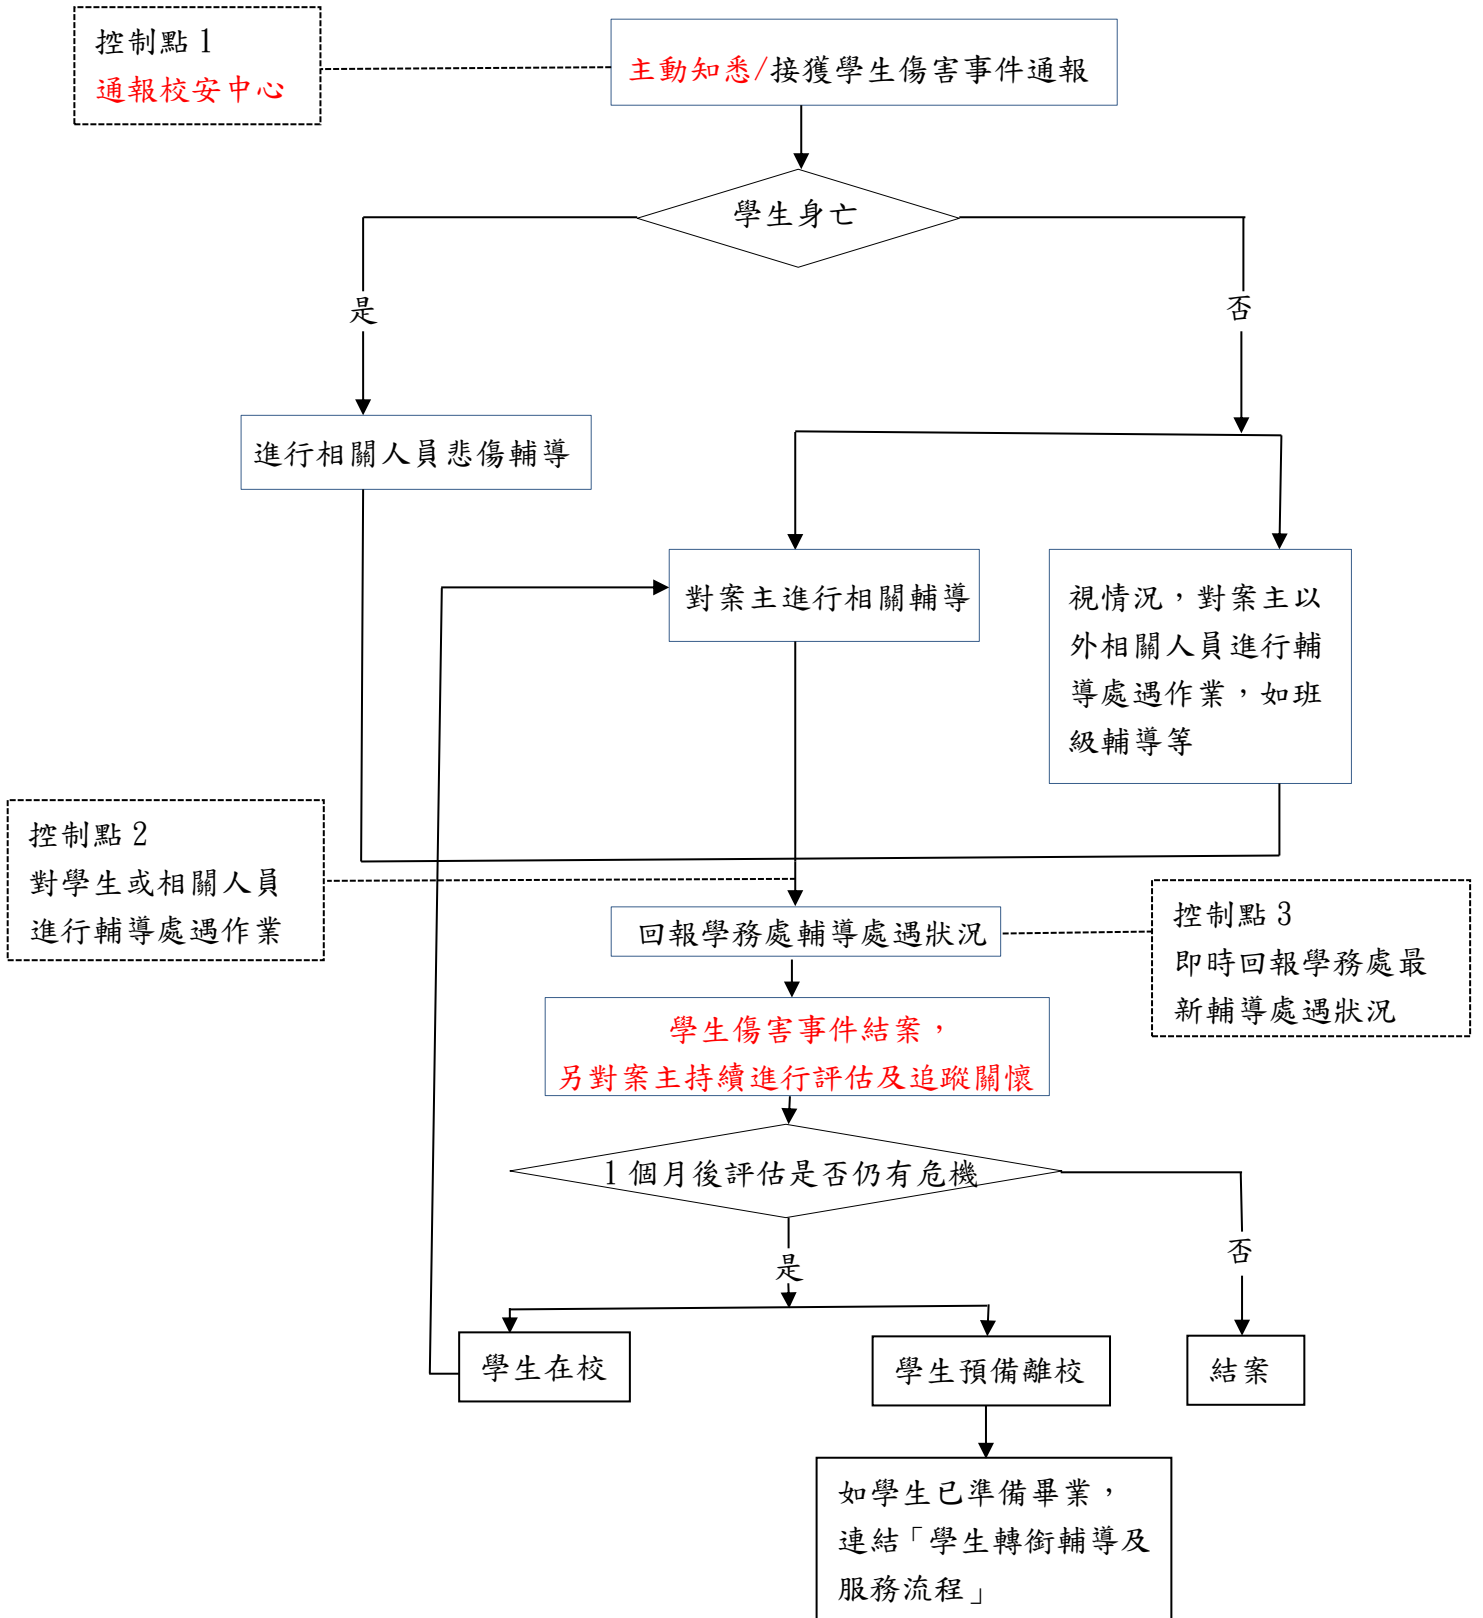 控制點 1
通報校安中心
主動知悉/接獲學生傷害事件通報
學生身亡
是
否
進行相關人員悲傷輔導
對案主進行相關輔導
視情況，對案主以
外相關人員進行輔
導處遇作業，如班
級輔導等
控制點 2
對學生或相關人員
進行輔導處遇作業
回報學務處輔導處遇狀況
控制點 3
即時回報學務處最
新輔導處遇狀況
學生傷害事件結案，
另對案主持續進行評估及追蹤關懷
1 個月後評估是否仍有危機
是
否
學生在校
學生預備離校
結案
如學生已準備畢業，
連結「學生轉銜輔導及
服務流程」